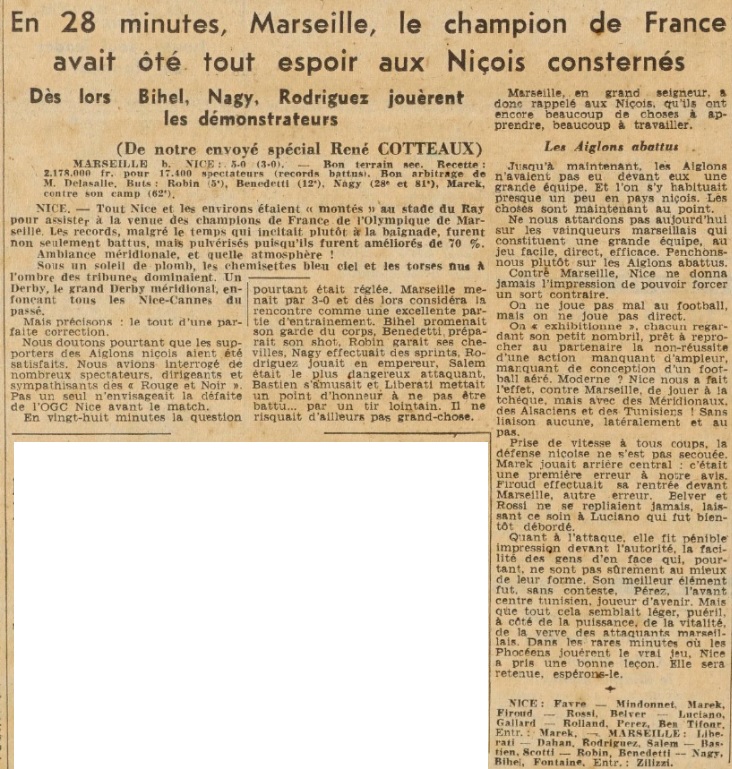 En 28 minutes, Marseille, le champion de France
avait ôté tout espoir aux Niçois consternés
Dès lors Bihel, Nagy, Rodriguez jouèrent
les démonstrateurs
(De notre envoyé spécial René COTTEAUX)
MARSEILLE b. NICE : 5-0 (3-0). — Bon terrain sec. Recette :
2.178.000 fr. pour 17.400 spectateurs (records battus). Bon arbitrage de
M. Delasalle. Buts : Robin (5'), Benedetti (12'), Nagy (28e et 81'), Marek,
contre son camp (62').
NICE. — Tout Nice et les environs étaient « montés » au stade du Ray
pour assister à la venue des champions de France de l'Olympique de Mar-
seille. Les records, malgré le temps qui incitait plutôt à la baignade, furent
non seulement battus, mais pulvérisés puisqu'ils furent améliorés de 70 %.
Ambiance méridionale, et quelle atmosphère !
Sous un soleil de plomb, les chemisettes bleu ciel et les torses nus à
l'ombre des tribunes dominaient. Un
Derby, le grand Derby méridional, en-
fonçant tous les Nice-Cannes du
passé.
Mais précisons : le tout d'une par-
faite correction.
Nous doutons pourtant que les sup-
porters des Aiglons niçois aient été
satisfaits. Nous avions interrogé de
nombreux spectateurs, dirigeants et
sympathisants des « Rouge et Noir ».
Pas un seul n'envisageait la défaite
de l'OGC Nice avant le match.
En vingt-huit minutes la question
pourtant était réglée. Marseille me-
nait par 3-0 et dès lors considéra la
rencontre comme une excellente par-
tie d'entrainement. Bihel promenait
son garde du corps, Benedetti, prépa-
rait son shot, Robin garait ses che-
villes, Nagy effectuait des sprints, Ro-
driguez jouait en empereur, Salem
était le plus dangereux attaquant,
Bastien s'amusait et Liberati mettait
un point d'honneur à ne pas être
battu... par un tir lointain. Il ne
risquait d'ailleurs pas grand-chose.
Marseille, en grand seigneur, a
donc rappelé aux Niçois, qu'ils ont
encore beaucoup de choses à ap-
prendre, beaucoup à travailler.
Les Aiglons abattus
Jusqu'à maintenant, les Aiglons
n'avaient pas eu devant eux une
grande équipe. Et l'on s'y habituait
presque un peu en pays niçois. Les
choses sont maintenant au point.
Ne nous attardons pas aujourd'hui
sur les vainqueurs marseillais qui
constituent une grande équipe, au
jeu facile, direct, efficace. Penchons-
nous plutôt sur les Aiglons abattus.
Contre Marseille, Nice ne donna
jamais l'impression de pouvoir forcer
un sort contraire.
On ne joue pas mal au football,
mais on ne joue pas direct.
On « exhibitionne », chacun regar-
dant son petit nombril, prêt à repro-
cher au partenaire la non-réussite
d'une action manquant d'ampleur,
manquant de conception d'un foot-
ball aéré. Moderne ? Nice nous a fait
l'effet, contre Marseille, de jouer à la
tchèque, mais avec des Méridionaux,
des Alsaciens et des Tunisiens ! Sans
liaison aucune, latéralement et au
pas.
Prise de vitesse à tous coups, la
défense niçoise ne s'est pas secouée.
Marek jouait arrière central : c'était
une première erreur à notre avis.
Firoud effectuait sa rentrée devant
Marseille, autre erreur. Belver et
Rossi ne se repliaient jamais, lais-
sant ce soin à Luciano qui fut bien-
tôt débordé.
Quant à l'attaque, elle fit pénible
impression devant l'autorité, la faci-
lité des gens d'en face qui, pour-
tant, ne sont pas sûrement au mieux
de leur forme. Son meilleur élément
fut, sans conteste, Pérez, l'avant
centre tunisien, joueur d'avenir. Mais
que tout cela semblait léger, puéril,
à côté de la puissance, de la vitalité,
de la verve des attaquants marseil-
lais. Dans les rares minutes où les
Phocéens jouèrent le vrai jeu, Nice
a pris une bonne leçon. Elle sera
retenue, espérons-le.
NICE : Favre — Mindonnet, Marek,
Firoud — Rossi, Belver — Luciano,
Gallard — Rolland, Perez, Ben Tifour.
Entr. : Marek. — MARSEILLE : Libe-
rati — Dahan, Rodriguez, Salem — Bas-
tien, Scotti — Robin, Benedetti — Nagy,
Bihel, Fontaine, Entr. : Zilizzi.